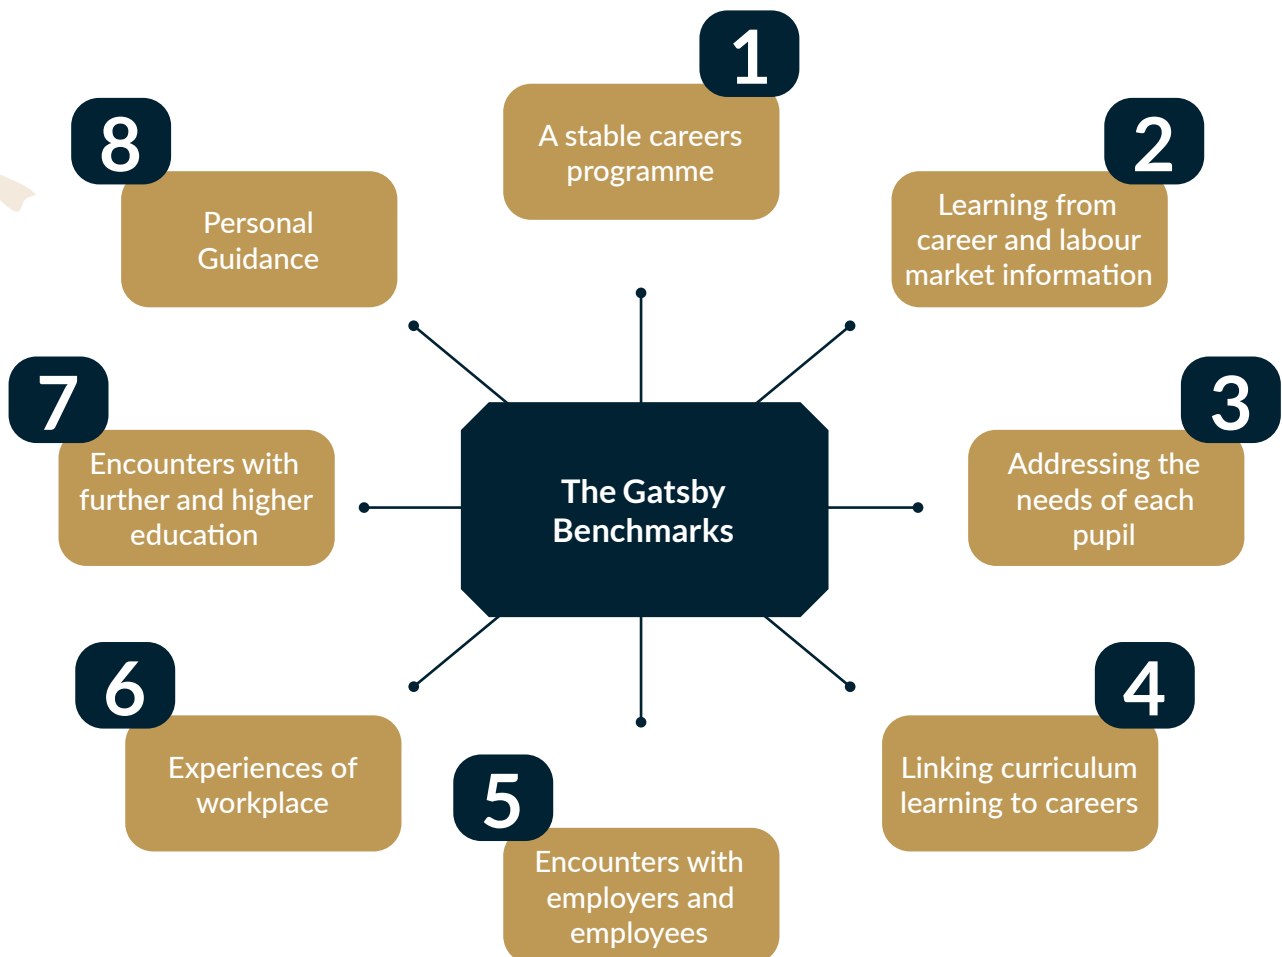 1
A stable careers
programme
2
Learning from
career and labour
market information
3
Addressing the
needs of each
pupil
4
Linking curriculum
learning to careers
5
Encounters with
employers and
employees
6
Experiences of
workplace
7
Encounters with
further and higher
education
8
Personal
Guidance
The Gatsby
Benchmarks